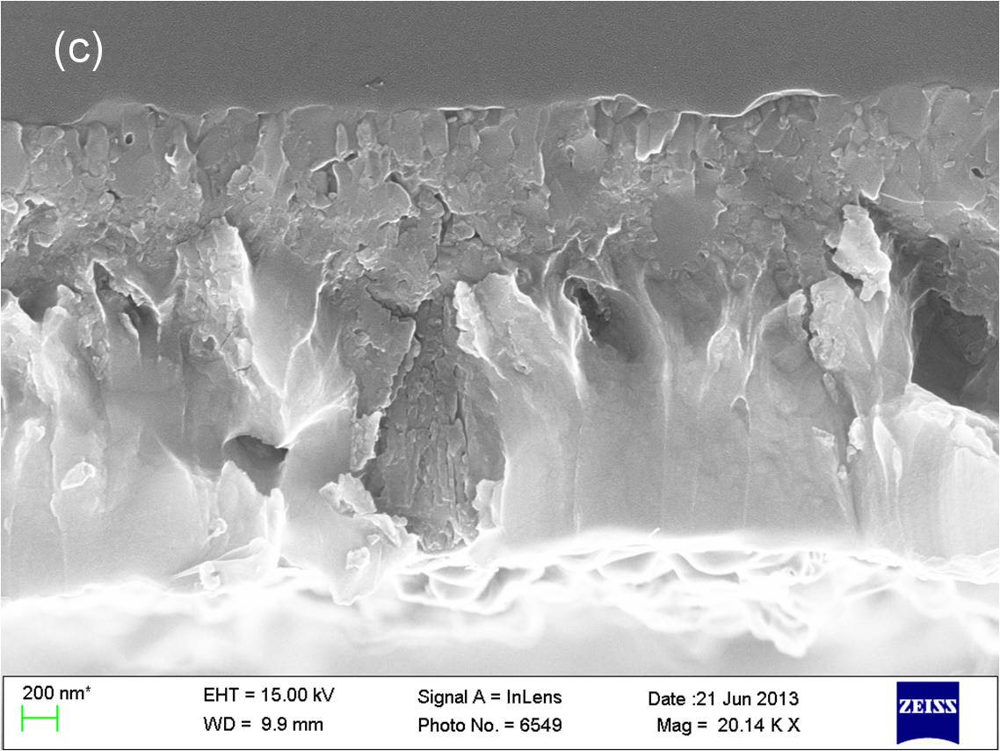 (c)
200 nm*
EHT = 15.00 kV
WD = 9.9 mm
Signal A = InLens
Photo No. = 6549
Date :21 Jun 2013
Mag = 20.14 K X
ZEISS